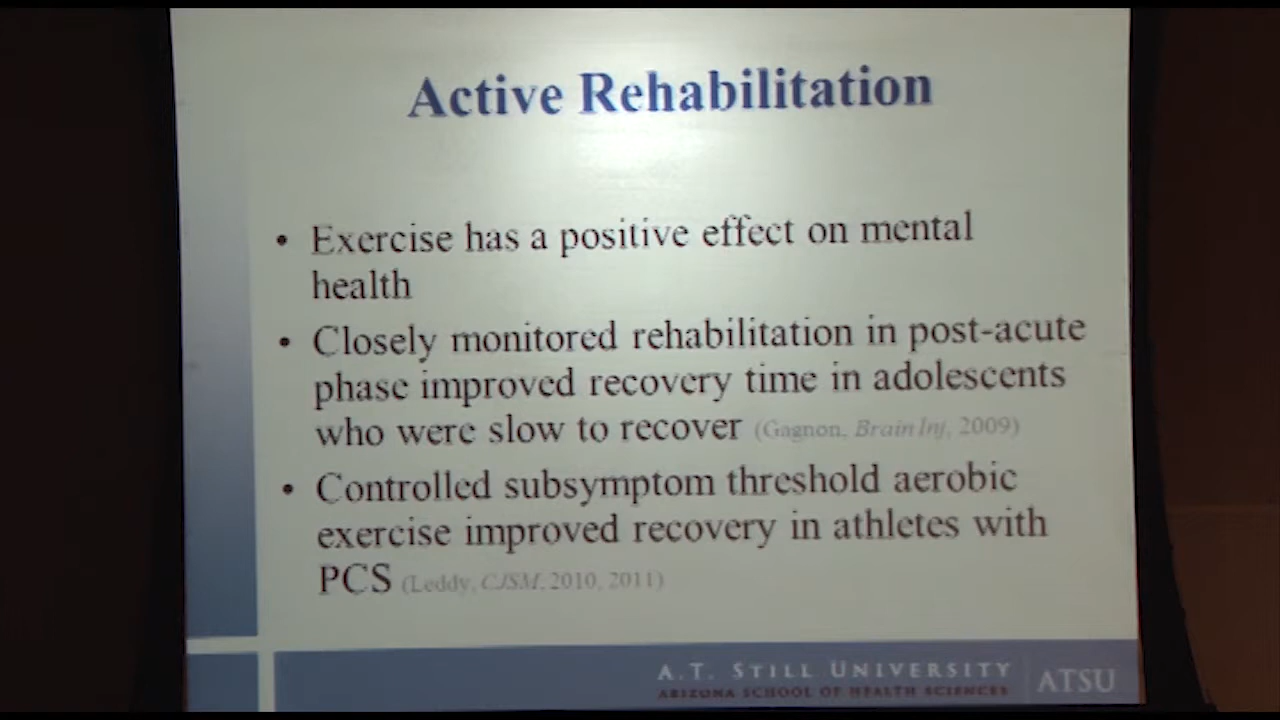 Active Rehabilitation
• Exercise has a positive effect on mental
health
• Closely monitored rehabilitation in post-acute
phase improved recovery time in adolescents
who were slow to recover (Gagnon, Brain Inj, 2009)
• Controlled subsymptom threshold aerobic
exercise improved recovery in athletes with
PCS (Leddy, CJSM, 2010, 2011)
A.T. STILL UNIVERSITY
ARIZONA SCHOOL OF HEALTH SCIENCES
ATSU